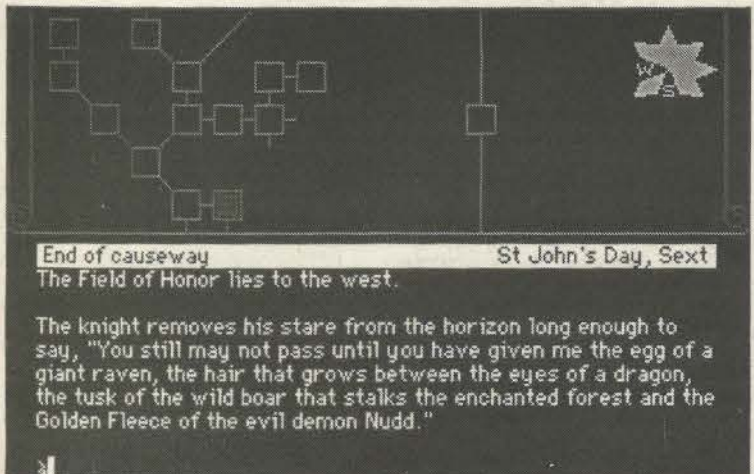 W
S
End of causeway St John's Day, Sext
The Field of Honor lies to the west.
The knight removes his stare from the horizon long enough to
say, "You still may not pass until you have given me the egg of a
giant raven, the hair that grows between the eyes of a dragon,
the tusk of the wild boar that stalks the enchanted forest and the
Golden Fleece of the evil demon Nudd."
>